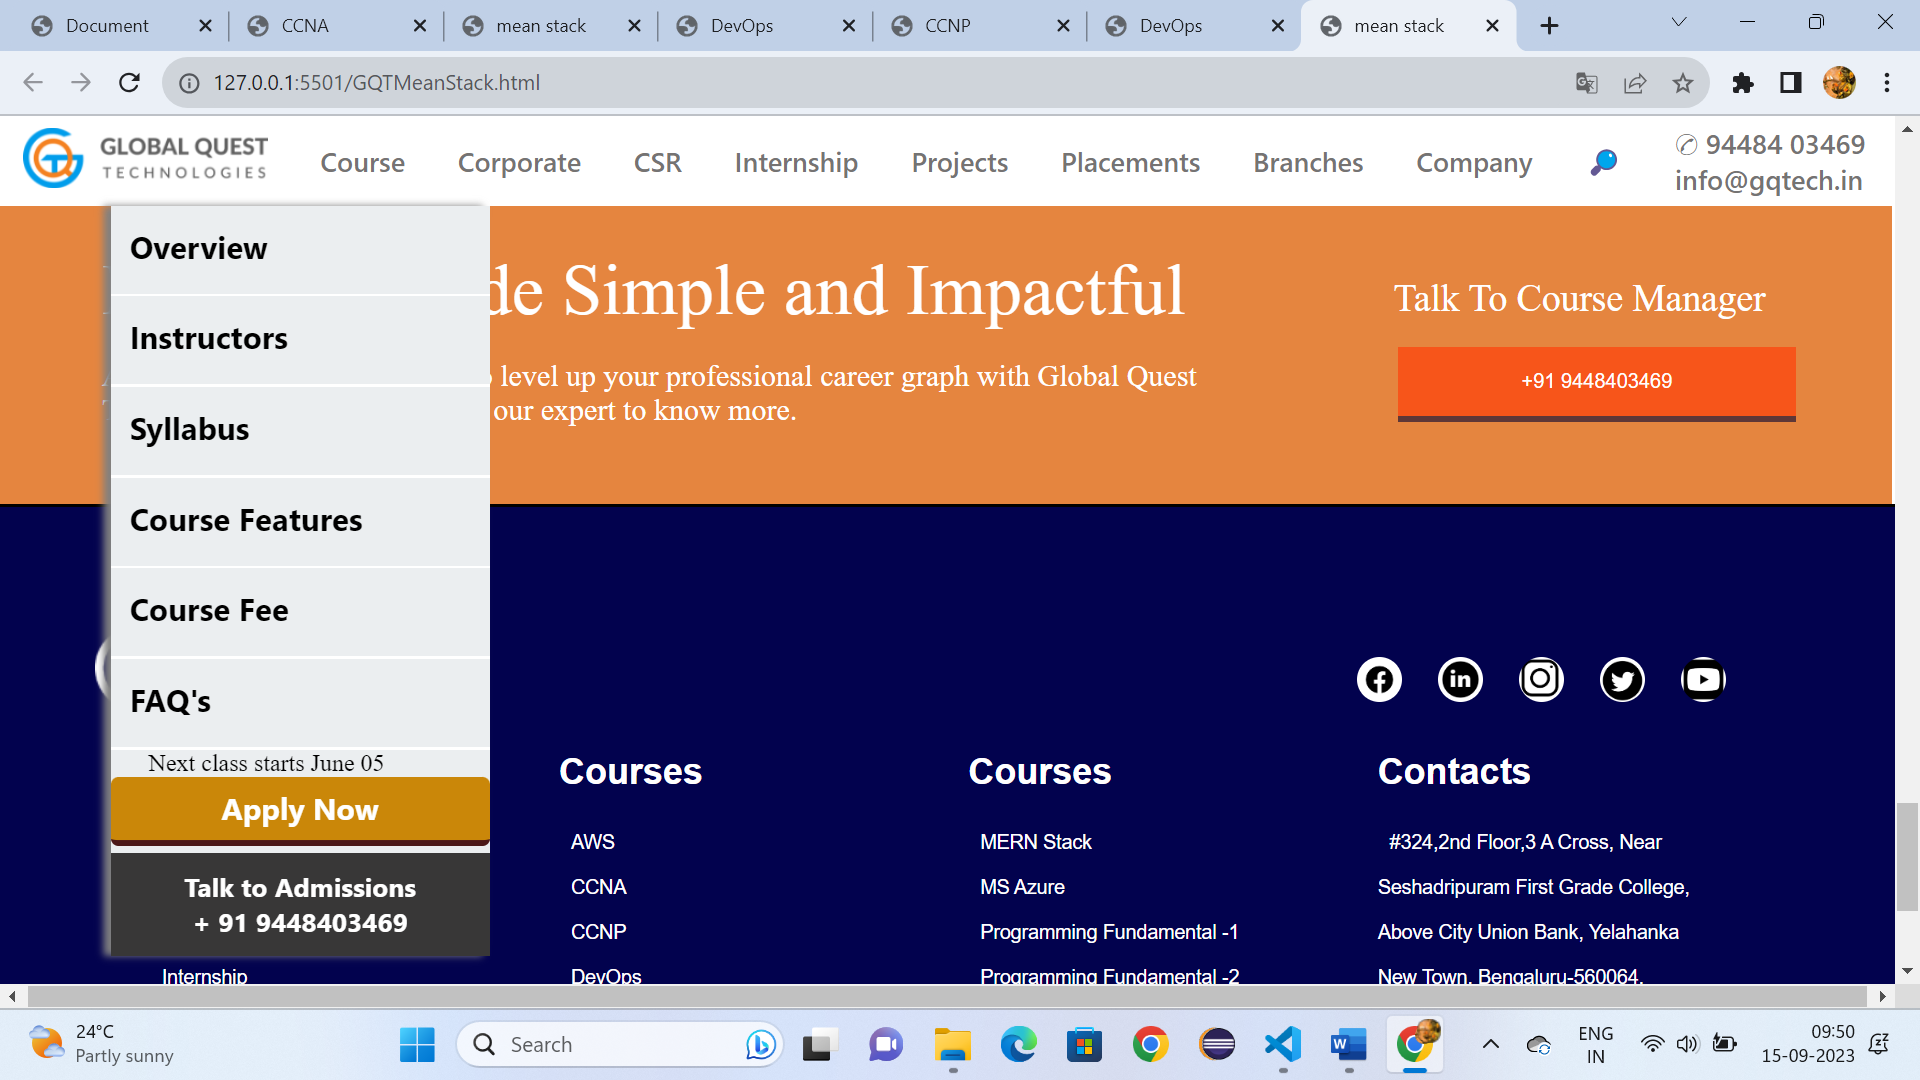 Document
CCNA
mean stack
DevOps
CCNP
DevOps
mean stack
127.0.0.1:5501/GQTMeanStack.html
GLOBAL QUEST
TECHNOLOGIES
Course
Corporate
CSR
Internship
Projects
Placements
Branches
Company
✆ 94484 03469
info@gqtech.in
Overview
Instructors
Syllabus
Course Features
Course Fee
FAQ's
Next class starts June 05
Apply Now
Talk to Admissions
+ 91 9448403469
de Simple and Impactful
level up your professional career graph with Global Quest
our expert to know more.
Talk To Course Manager
+91 9448403469
Internship
Courses
AWS
CCNA
CCNP
DevOps
Courses
MERN Stack
MS Azure
Programming Fundamental -1
Programming Fundamental -2
Contacts
#324,2nd Floor,3 A Cross, Near
Seshadripuram First Grade College,
Above City Union Bank, Yelahanka
New Town, Bengaluru-560064.
24°C
Partly sunny
Search
ENG
IN
09:50
15-09-2023